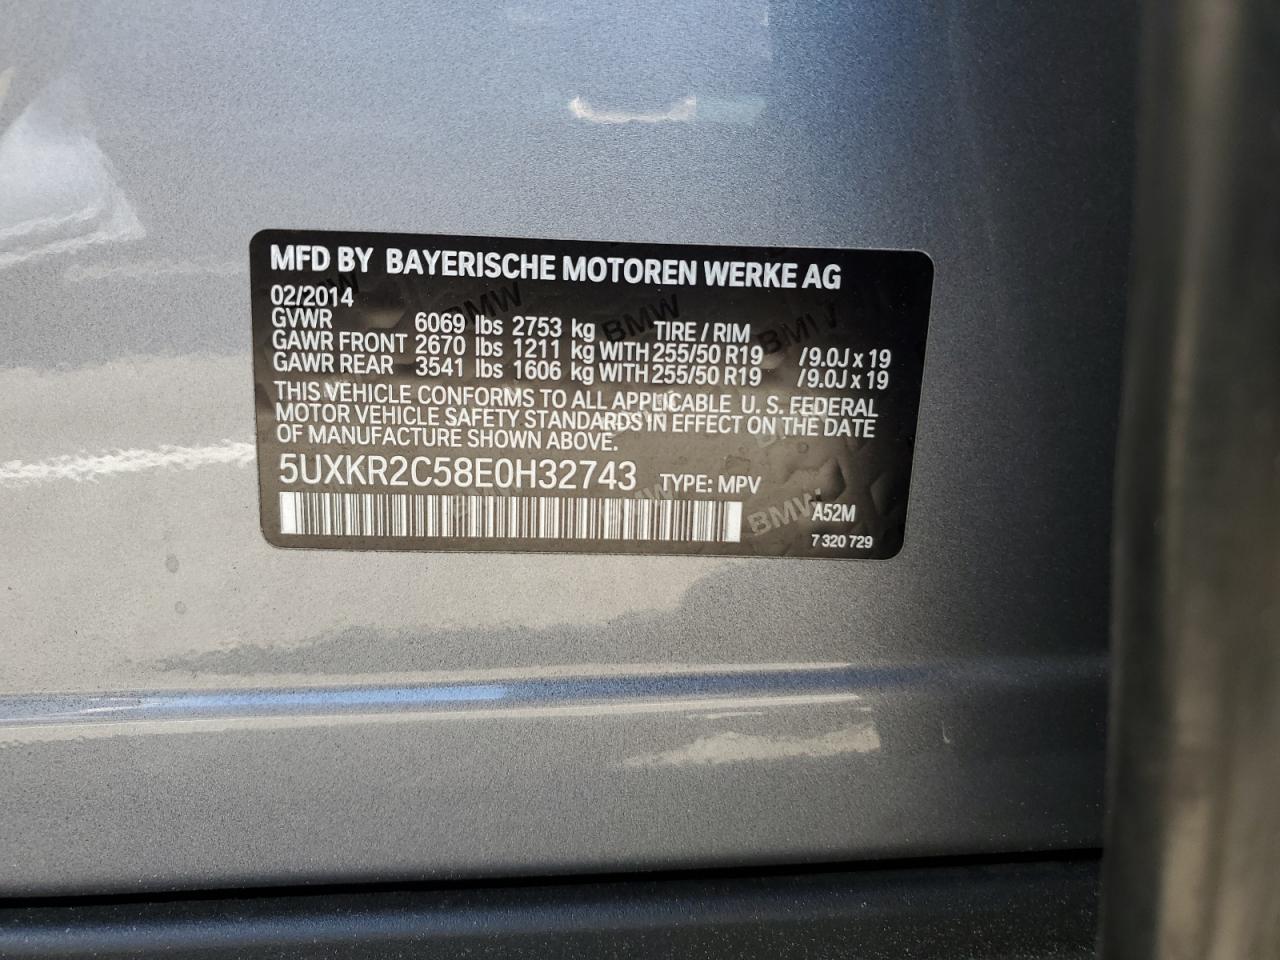 MFD BY BAYERISCHE MOTOREN WERKE AG
02/2014
GVWR 6069 lbs 2753 kg TIRE / RIM
GAWR FRONT 2670 lbs 1211 kg WITH 255/50 R19 /9.0J x 19
GAWR REAR 3541 lbs 1606 kg WITH 255/50 R19 /9.0J x 19
THIS VEHICLE CONFORMS TO ALL APPLICABLE U. S. FEDERAL
MOTOR VEHICLE SAFETY STANDARDS IN EFFECT ON THE DATE
OF MANUFACTURE SHOWN ABOVE.
5UXKR2C58E0H32743 TYPE: MPV
A52M
7 320 729